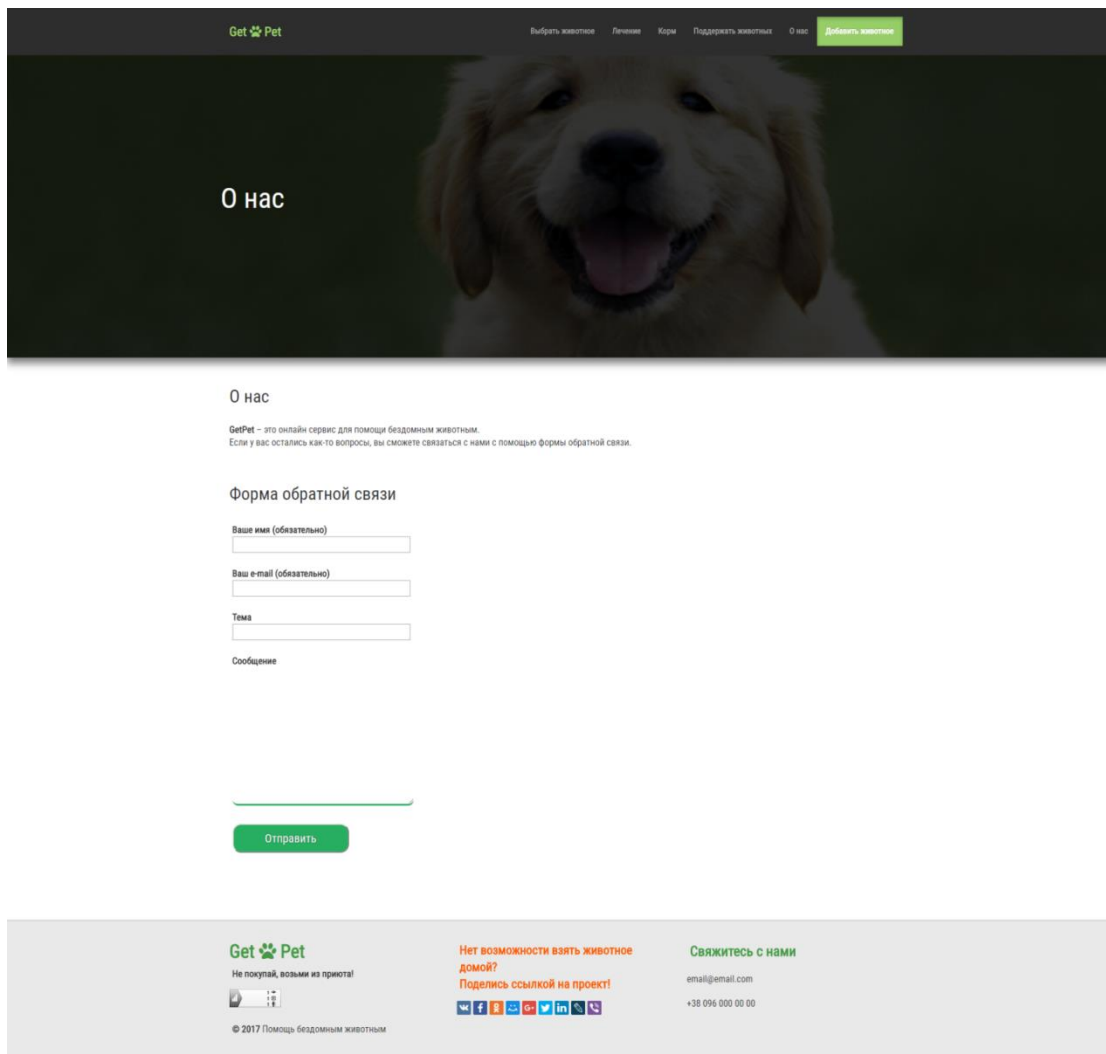 Get Pet
Выбрать животное Лечение Корм Поддержать животных О нас Добавить животное
О нас
О нас
GetPet – это онлайн сервис для помощи бездомным животным.
Если у вас остались как-то вопросы, вы сможете связаться с нами с помощью формы обратной связи.
Форма обратной связи
Ваше имя (обязательно)
Ваш e-mail (обязательно)
Тема
Сообщение
Отправить
Get Pet
Не покупай, возьми из приюта!
© 2017 Помощь бездомным животным
Нет возможности взять животное
домой?
Поделись ссылкой на проект!
Свяжитесь с нами
email@email.com
+38 096 000 00 00